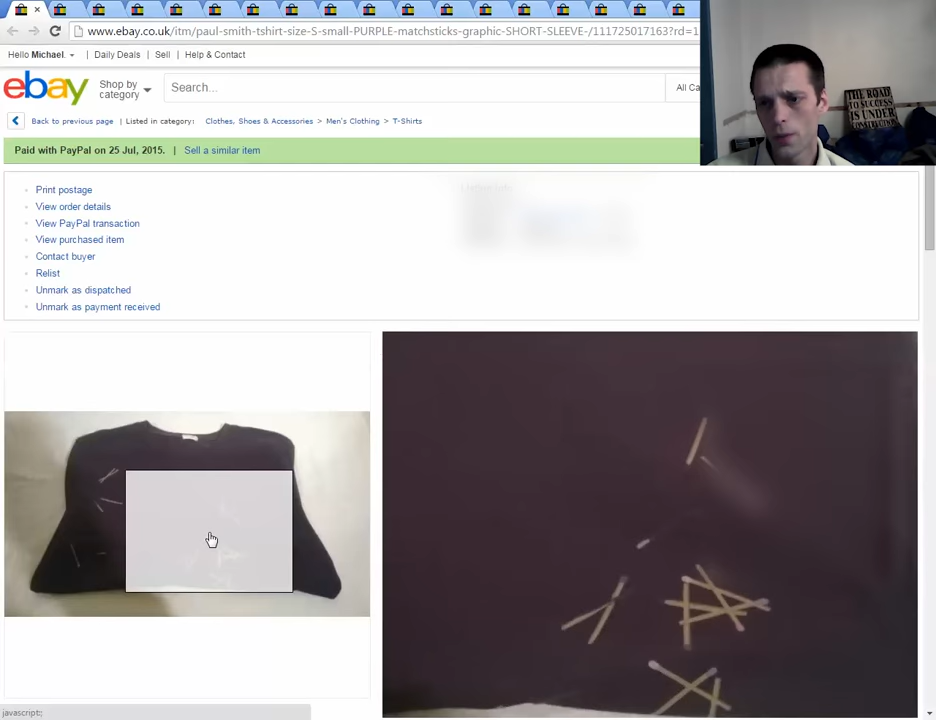 www.ebay.co.uk/itm/paul-smith-tshirt-size-S-small-PURPLE-matchsticks-graphic-SHORT-SLEEVE-/111725017163?rd=1
Hello Michael. | Daily Deals | Sell | Help & Contact
ebay
Shop by category
Search...
All Ca
THE ROAD
TO SUCCESS
IS UNDER
CONSTRUCTION
Back to previous page | Listed in category: Clothes, Shoes & Accessories > Men's Clothing > T-Shirts
Paid with PayPal on 25 Jul, 2015. | Sell a similar item
Print postage
View order details
View PayPal transaction
View purchased item
Contact buyer
Relist
Unmark as dispatched
Unmark as payment received
javascript:;